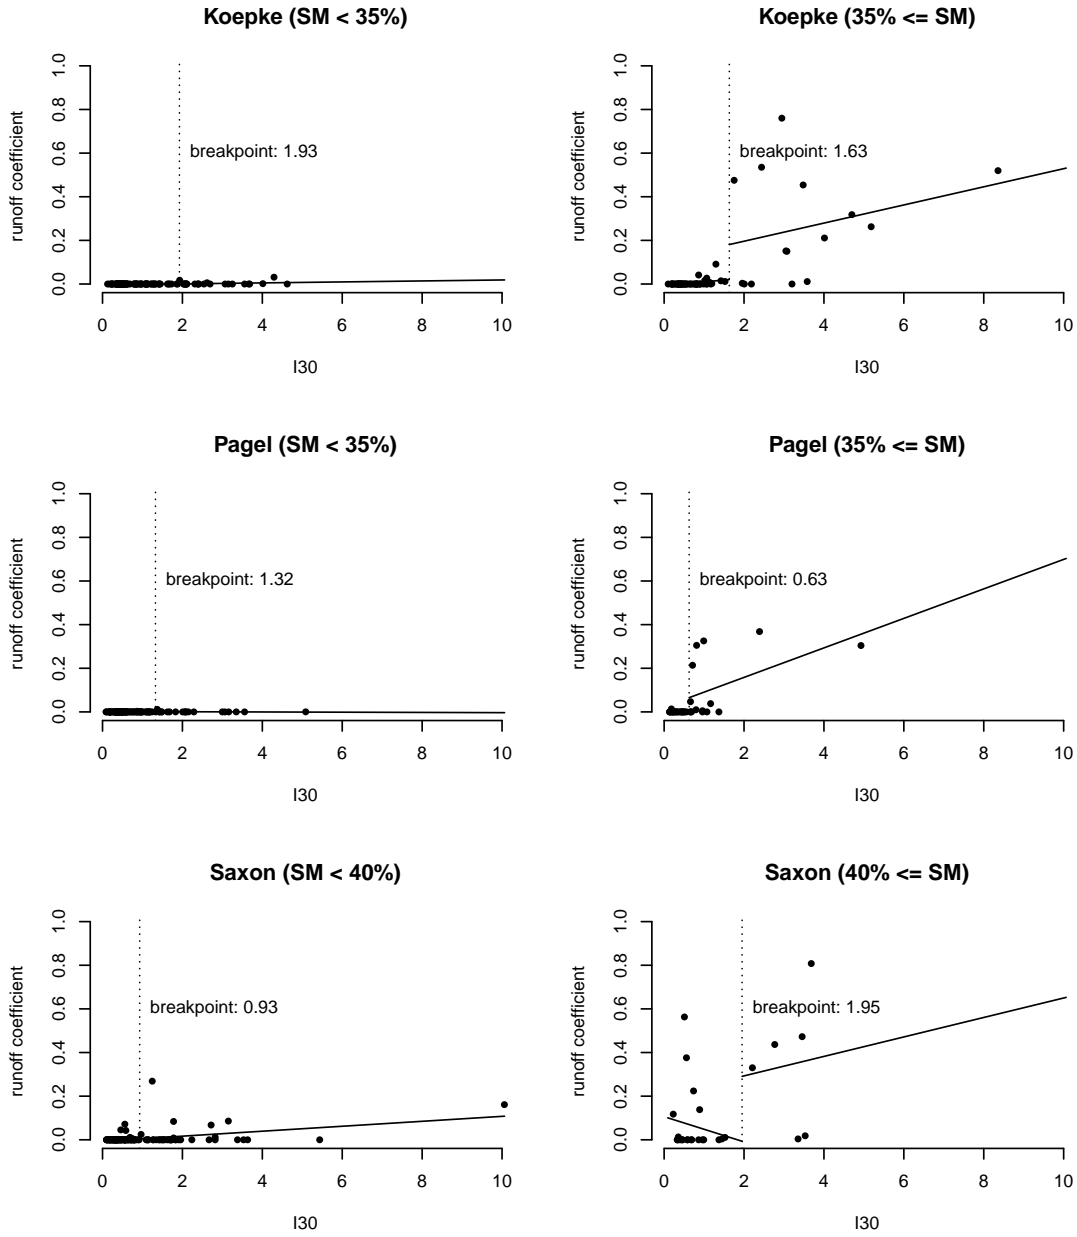 Koepke (SM < 35%)
runoff coefficient
1.0
0.8
0.6
0.4
0.2
0.0
breakpoint: 1.93
0 2 4 6 8 10
I30
Koepke (35% <= SM)
runoff coefficient
1.0
0.8
0.6
0.4
0.2
0.0
breakpoint: 1.63
0 2 4 6 8 10
I30
Pagel (SM < 35%)
runoff coefficient
1.0
0.8
0.6
0.4
0.2
0.0
breakpoint: 1.32
0 2 4 6 8 10
I30
Pagel (35% <= SM)
runoff coefficient
1.0
0.8
0.6
0.4
0.2
0.0
breakpoint: 0.63
0 2 4 6 8 10
I30
Saxon (SM < 40%)
runoff coefficient
1.0
0.8
0.6
0.4
0.2
0.0
breakpoint: 0.93
0 2 4 6 8 10
I30
Saxon (40% <= SM)
runoff coefficient
1.0
0.8
0.6
0.4
0.2
0.0
breakpoint: 1.95
0 2 4 6 8 10
I30